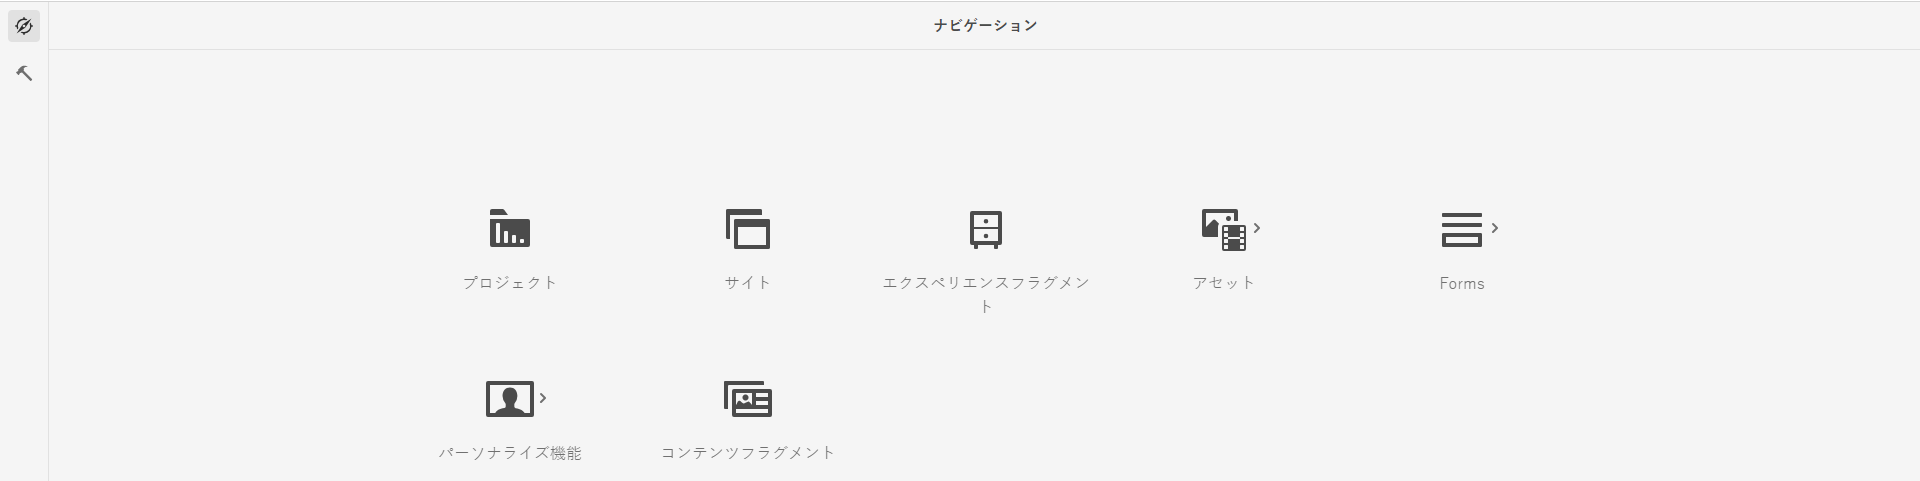 ナビゲーション
プロジェクト
サイト
エクスペリエンスフラグメン
ト
アセット
Forms
パーソナライズ機能
コンテンツフラグメント